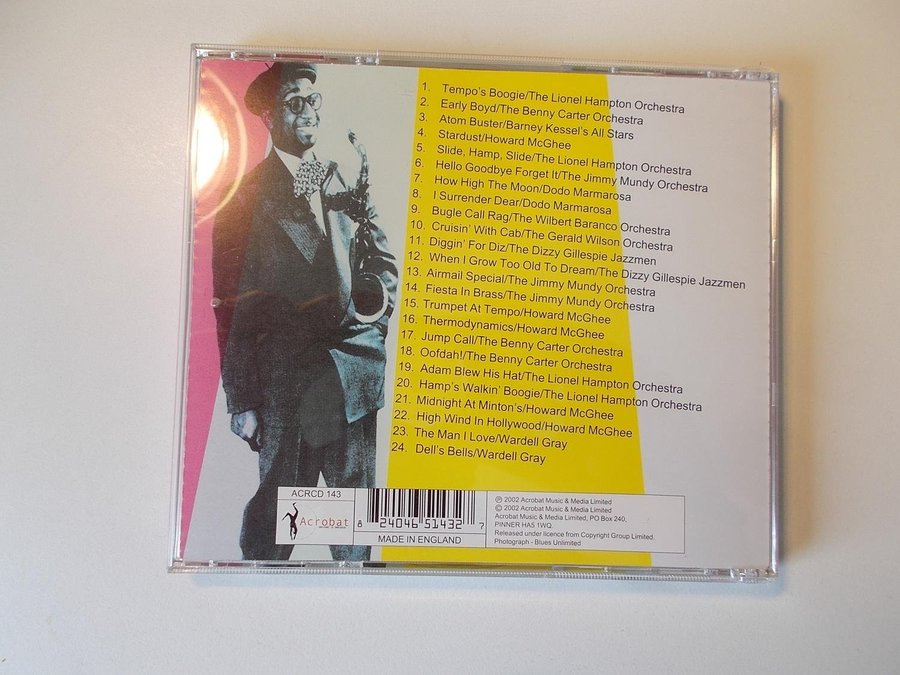 1. Tempo's Boogie/The Lionel Hampton Orchestra
2. Early Boyd/The Benny Carter Orchestra
3. Atom Buster/Barney Kessel's All Stars
4. Stardust/Howard McGhee
5. Slide, Hamp, Slide/The Lionel Hampton Orchestra
6. Hello Goodbye Forget It/The Jimmy Mundy Orchestra
7. How High The Moon/Dodo Marmarosa
8. I Surrender Dear/Dodo Marmarosa
9. Bugle Call Rag/The Wilbert Baranco Orchestra
10. Cruisin' With Cab/The Gerald Wilson Orchestra
11. Diggin' For Diz/The Dizzy Gillespie Jazzmen
12. When I Grow Too Old To Dream/The Dizzy Gillespie Jazzmen
13. Airmail Special/The Jimmy Mundy Orchestra
14. Fiesta In Brass/The Jimmy Mundy Orchestra
15. Trumpet At Tempo/Howard McGhee
16. Thermodynamics/Howard McGhee
17. Jump Call/The Benny Carter Orchestra
18. Oofdah!/The Benny Carter Orchestra
19. Adam Blew His Hat/The Lionel Hampton Orchestra
20. Hamp's Walkin' Boogie/The Lionel Hampton Orchestra
21. Midnight At Minton's/Howard McGhee
22. High Wind In Hollywood/Howard McGhee
23. The Man I Love/Wardell Gray
24. Dell's Bells/Wardell Gray
ACRCD 143
Acrobat
8 24046 51432 7
MADE IN ENGLAND
℗ 2002 Acrobat Music & Media Limited
© 2002 Acrobat Music & Media Limited
Acrobat Music & Media Limited, PO Box 240,
PINNER HA5 1WQ.
Released under licence from Copyright Group Limited.
Photograph - Blues Unlimited